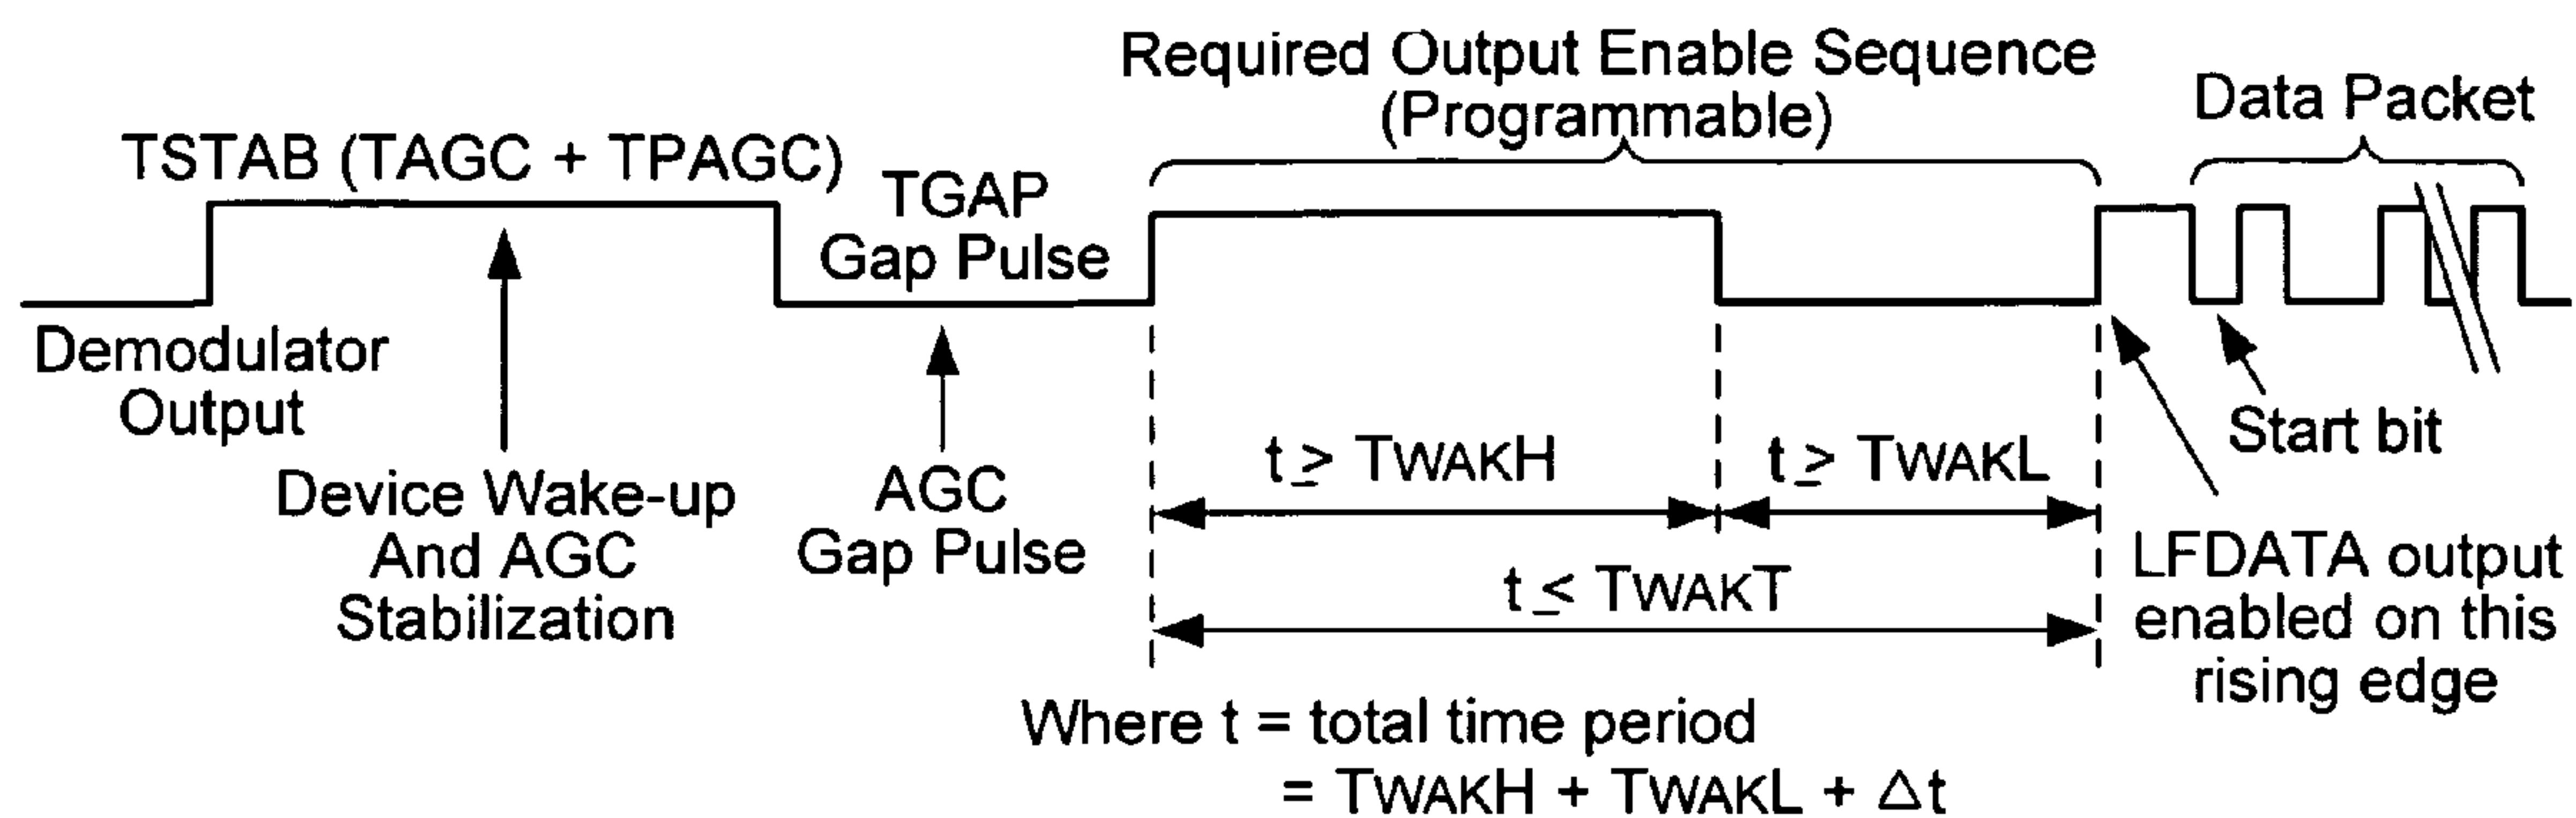 Required Output Enable Sequence
(Programmable)
Data Packet
TSTAB (TAGC + TPAGC)
TGAP
Gap Pulse
Demodulator
Output
Device Wake-up
And AGC
Stabilization
AGC
Gap Pulse
t ≥ TWAKH
t ≥ TWAKL
t ≤ TWAKT
Start bit
LFDATA output
enabled on this
rising edge
Where t = total time period
= TWAKH + TWAKL + Δt